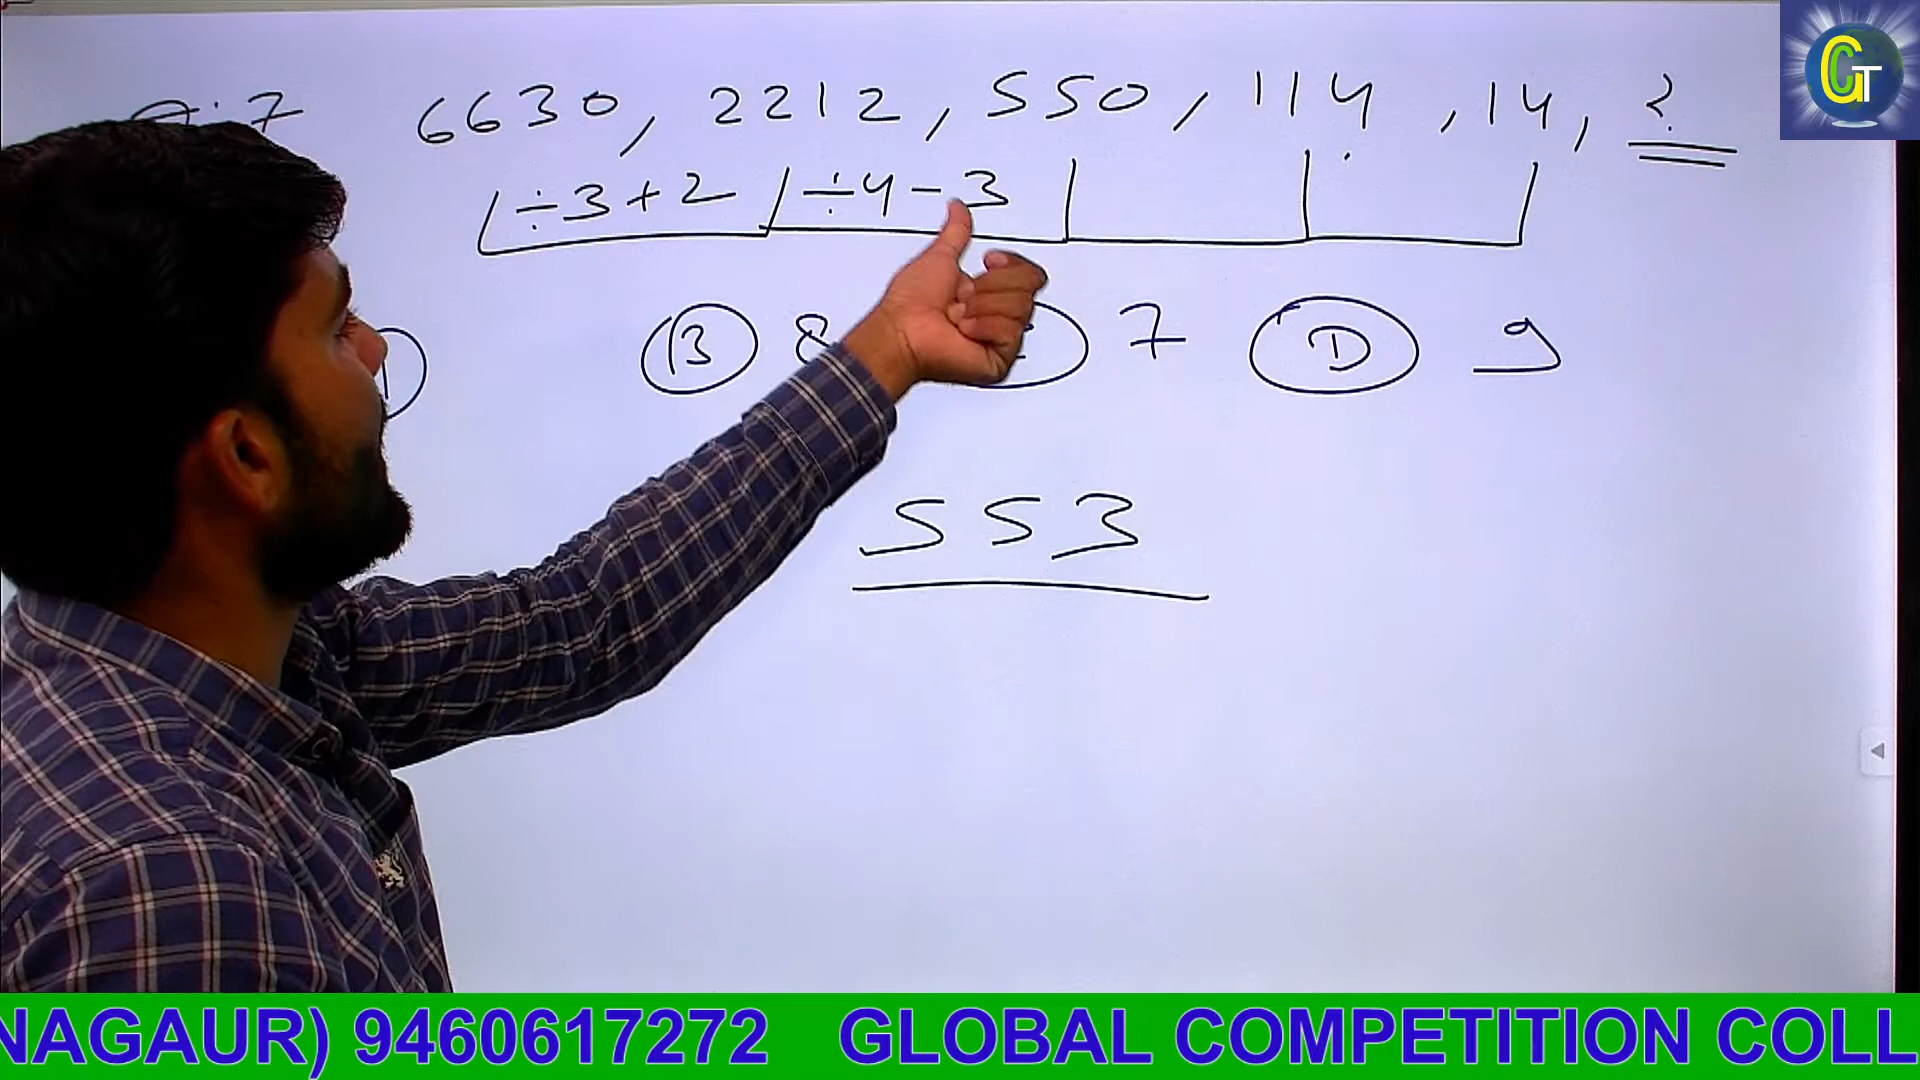 GT
7 6630, 2212, 550, 114, 14, ?
÷3+2 ÷4-3
B 8 7 D 9
553
NAGAUR) 9460617272 GLOBAL COMPETITION COLL